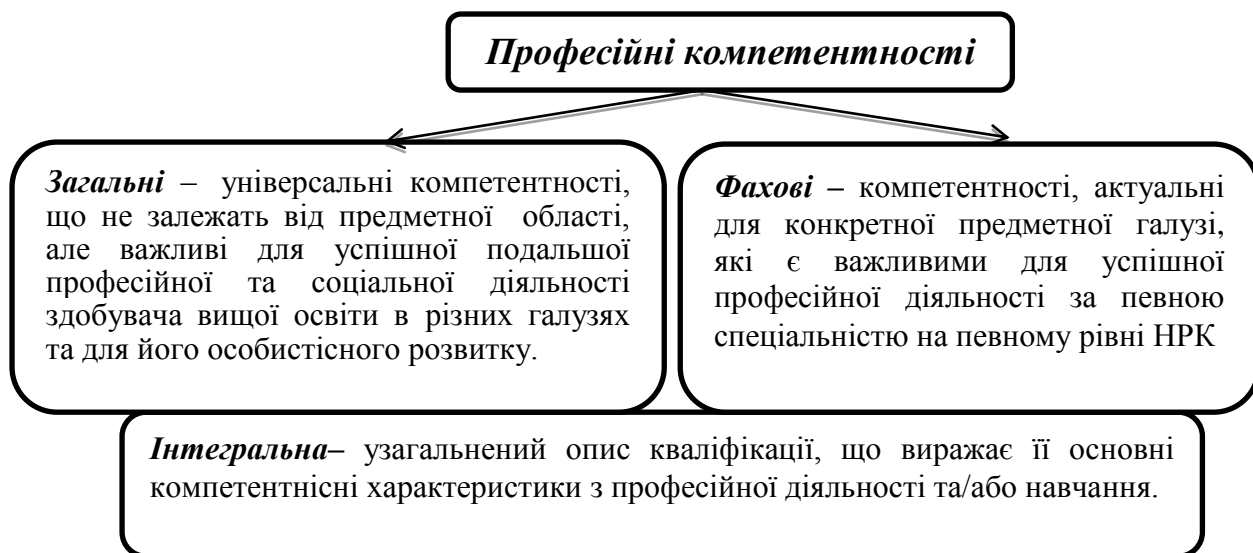 Професійні компетентності
Загальні – універсальні компетентності,
що не залежать від предметної області,
але важливі для успішної подальшої
професійної та соціальної діяльності
здобувача вищої освіти в різних галузях
та для його особистісного розвитку.
Фахові – компетентності, актуальні
для конкретної предметної галузі,
які є важливими для успішної
професійної діяльності за певною
спеціальністю на певному рівні НРК
Інтегральна– узагальнений опис кваліфікації, що виражає її основні
компетентнісні характеристики з професійної діяльності та/або навчання.